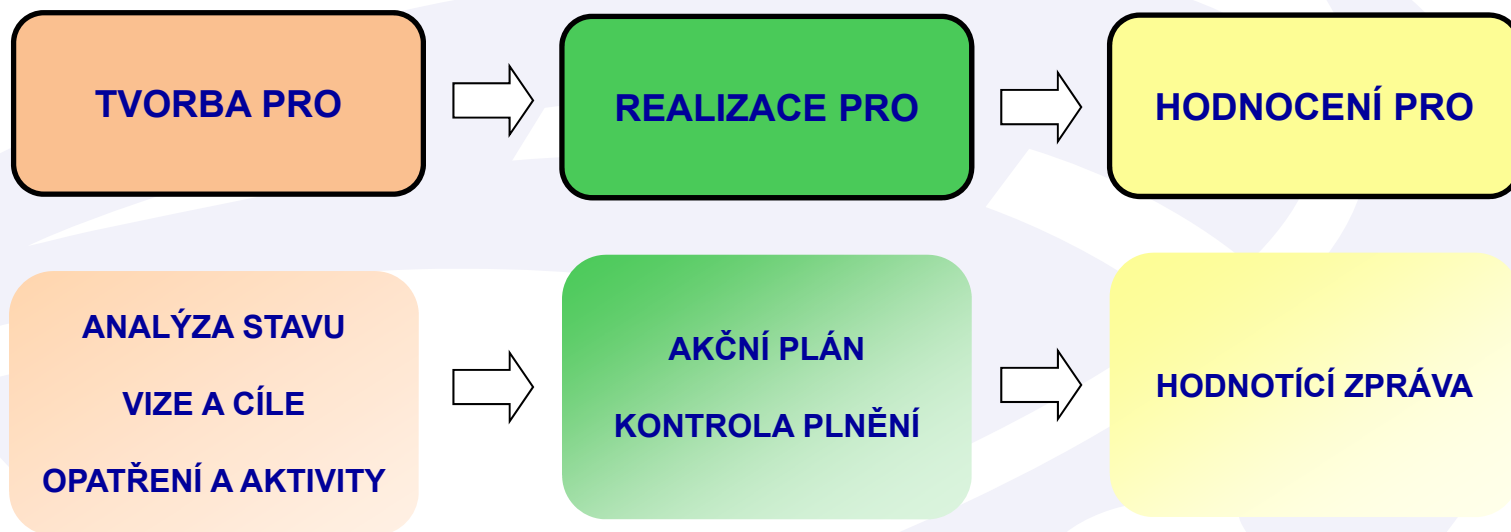 TVORBA PRO
REALIZACE PRO
HODNOCENÍ PRO
ANALÝZA STAVU
VIZE A CÍLE
OPATŘENÍ A AKTIVITY
AKČNÍ PLÁN
KONTROLA PLNĚNÍ
HODNOTÍCÍ ZPRÁVA